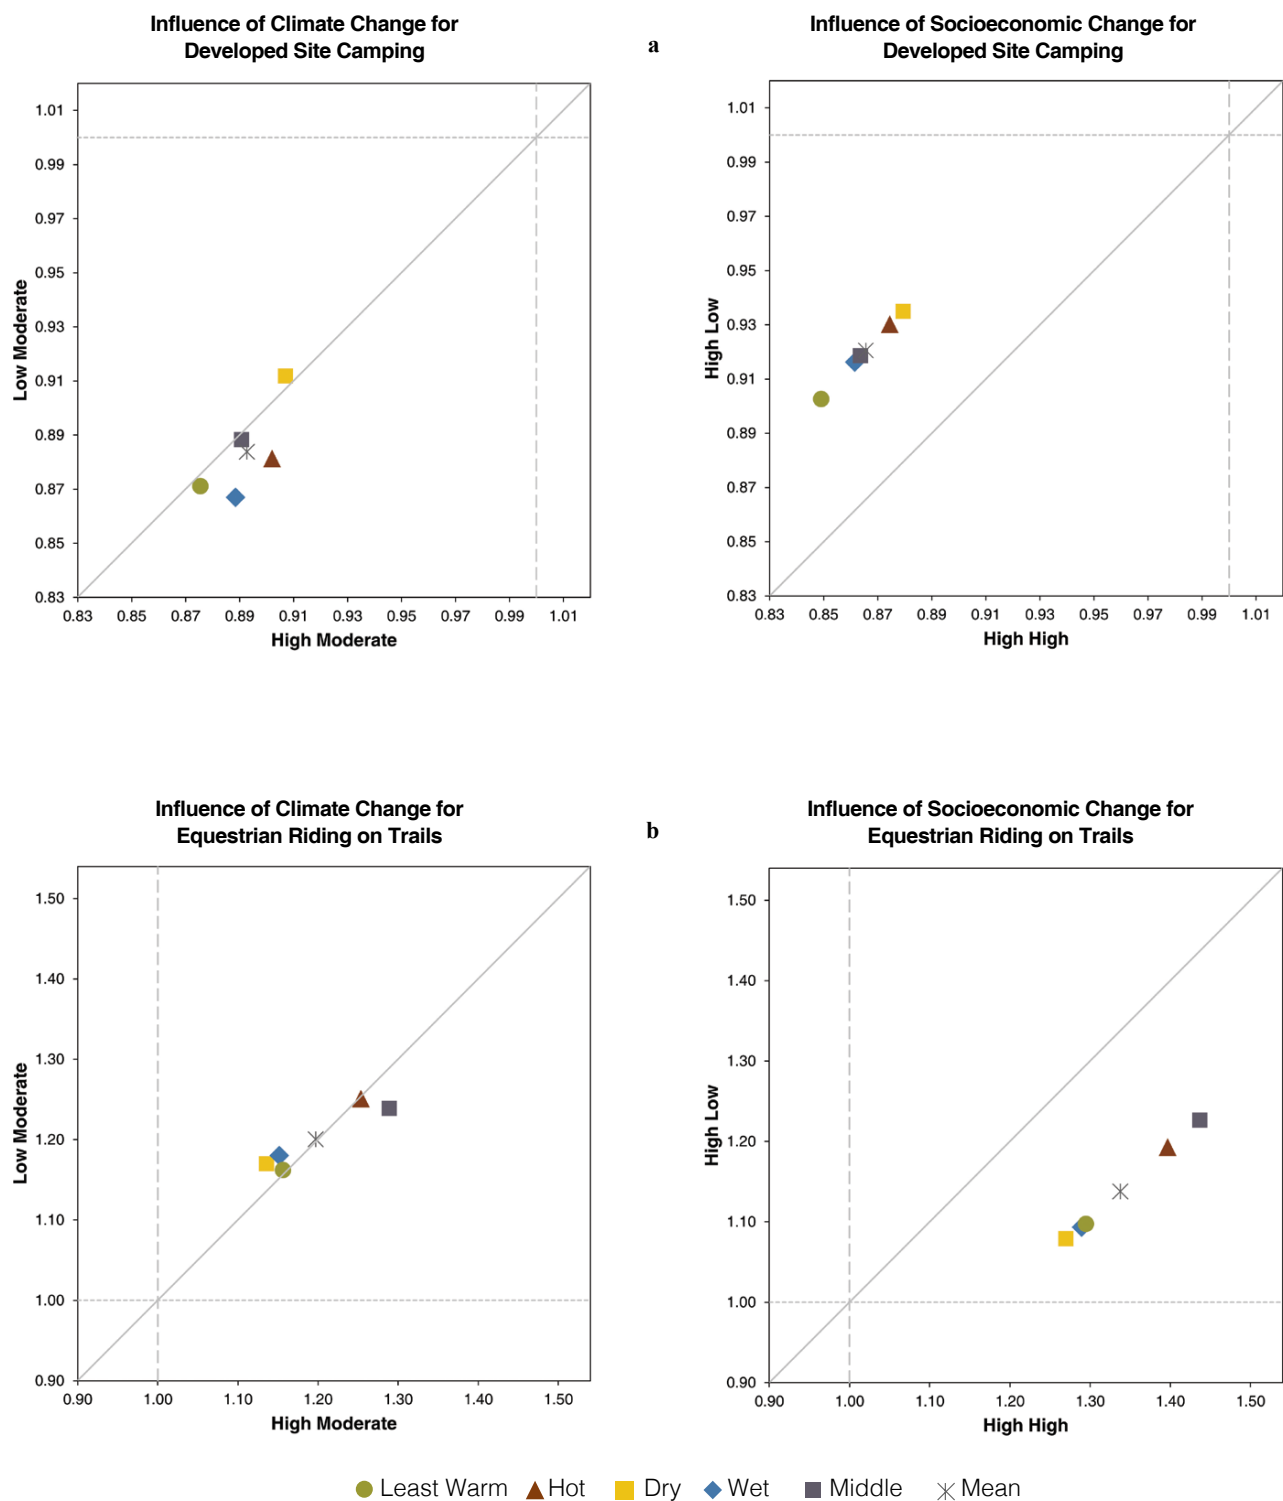 Influence of Climate Change for
Developed Site Camping
a
Influence of Socioeconomic Change for
Developed Site Camping
Low Moderate
1.01
0.99
0.97
0.95
0.93
0.91
0.89
0.87
0.85
0.83
0.83 0.85 0.87 0.89 0.91 0.93 0.95 0.97 0.99 1.01
High Moderate
High Low
1.01
0.99
0.97
0.95
0.93
0.91
0.89
0.87
0.85
0.83
0.83 0.85 0.87 0.89 0.91 0.93 0.95 0.97 0.99 1.01
High High
Influence of Climate Change for
Equestrian Riding on Trails
b
Influence of Socioeconomic Change for
Equestrian Riding on Trails
Low Moderate
1.50
1.40
1.30
1.20
1.10
1.00
0.90
0.90 1.00 1.10 1.20 1.30 1.40 1.50
High Moderate
High Low
1.50
1.40
1.30
1.20
1.10
1.00
0.90
0.90 1.00 1.10 1.20 1.30 1.40 1.50
High High
Least Warm Hot Dry Wet Middle Mean